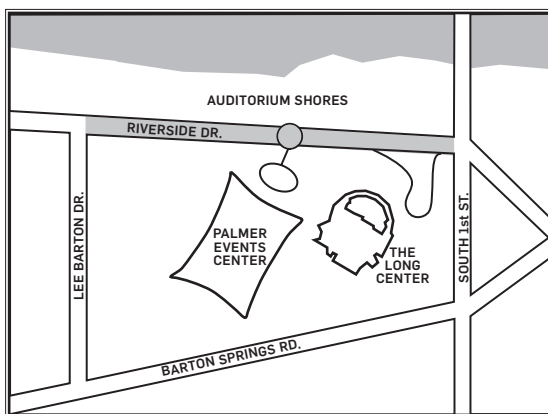 AUDITORIUM SHORES
RIVERSIDE DR.
LEE BARTON DR.
PALMER
EVENTS
CENTER
THE
LONG
CENTER
SOUTH 1st ST.
BARTON SPRINGS RD.